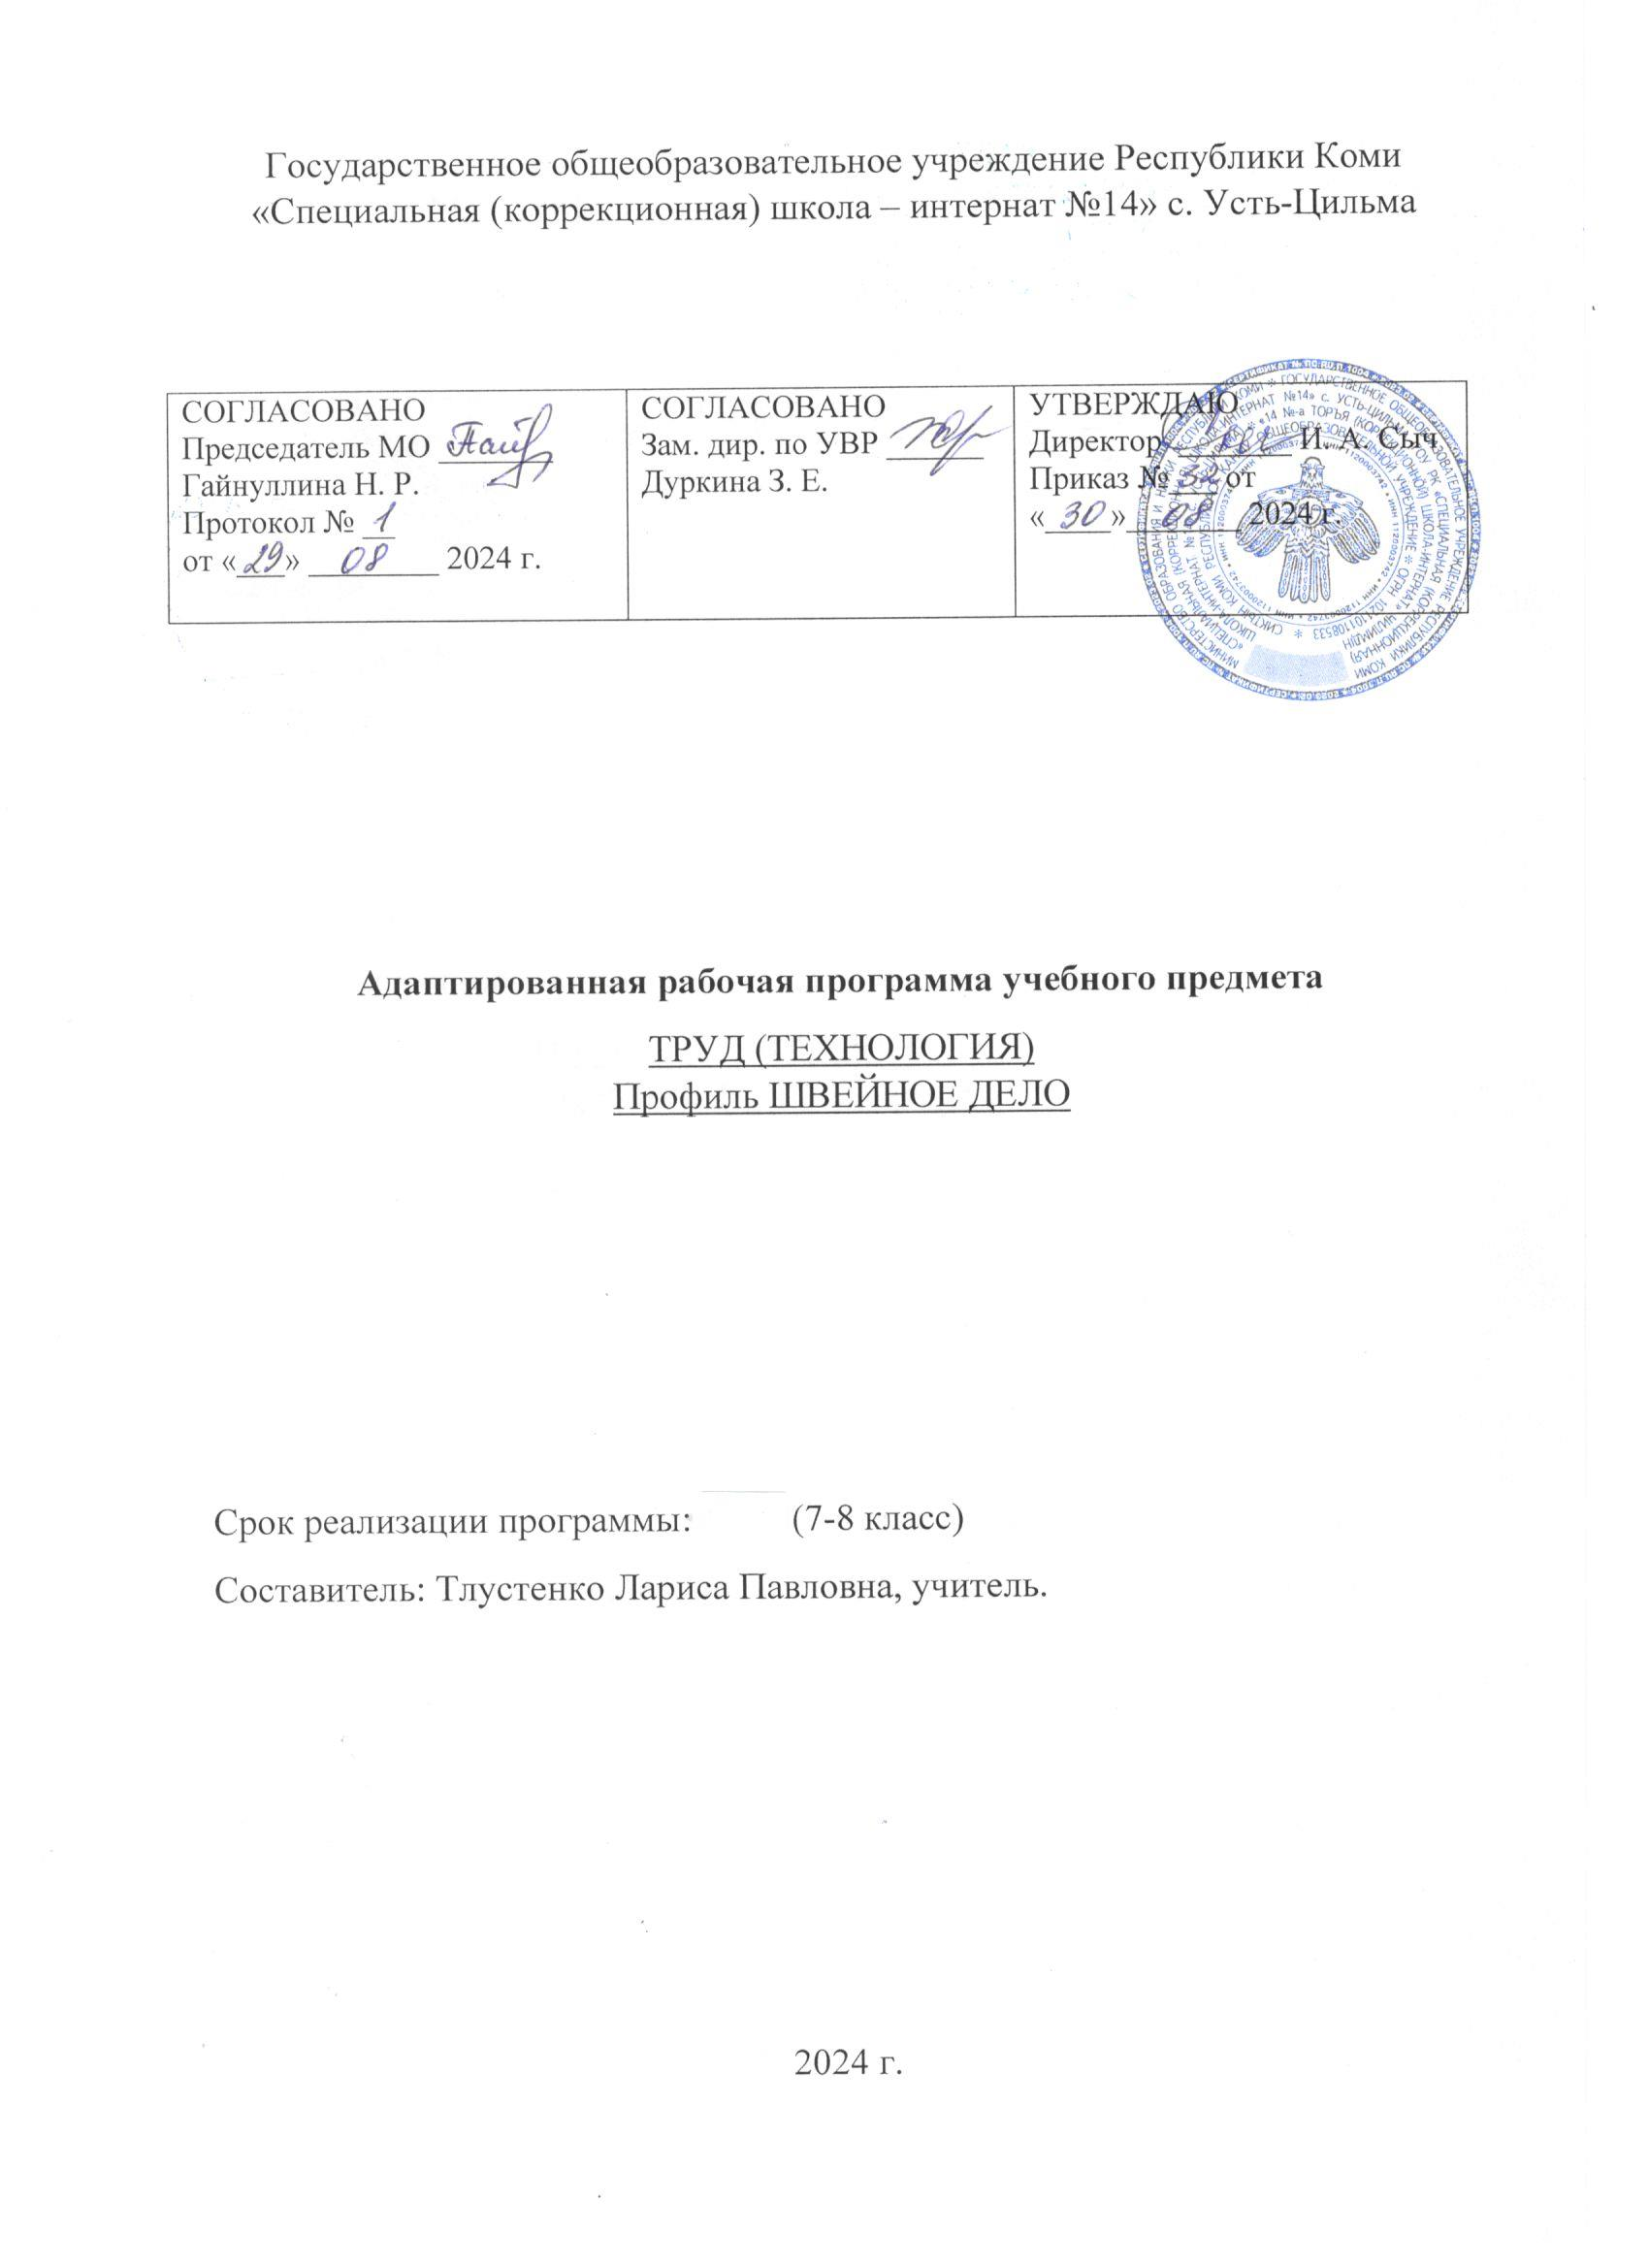 Государственное общеобразовательное учреждение Республики Коми
«Специальная (коррекционная) школа – интернат №14» с. Усть-Цильма
СОГЛАСОВАНО
Председатель МО
Гайнуллина Н. Р.
Протокол № 1
от «29» 08 2024 г.
СОГЛАСОВАНО
Зам. дир. по УВР
Дуркина З. Е.
УТВЕРЖДАЮ
Директор И. А. Сыч
Приказ № 32 от
«30» 08 2024 г.
Адаптированная рабочая программа учебного предмета
ТРУД (ТЕХНОЛОГИЯ)
Профиль ШВЕЙНОЕ ДЕЛО
Срок реализации программы: (7-8 класс)
Составитель: Тлустенко Лариса Павловна, учитель.
2024 г.